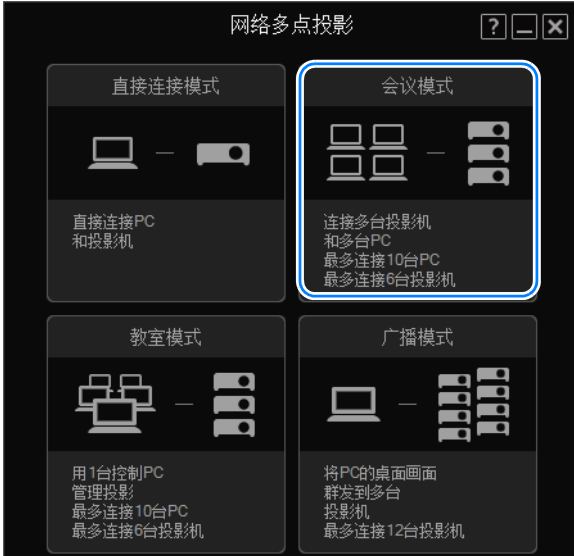 网络多点投影
直接连接模式
会议模式
直接连接PC
和投影机
连接多台投影机
和多台PC
最多连接10台PC
最多连接6台投影机
教室模式
广播模式
用1台控制PC
管理投影
最多连接10台PC
最多连接6台投影机
将PC的桌面画面
群发到多台
投影机
最多连接12台投影机